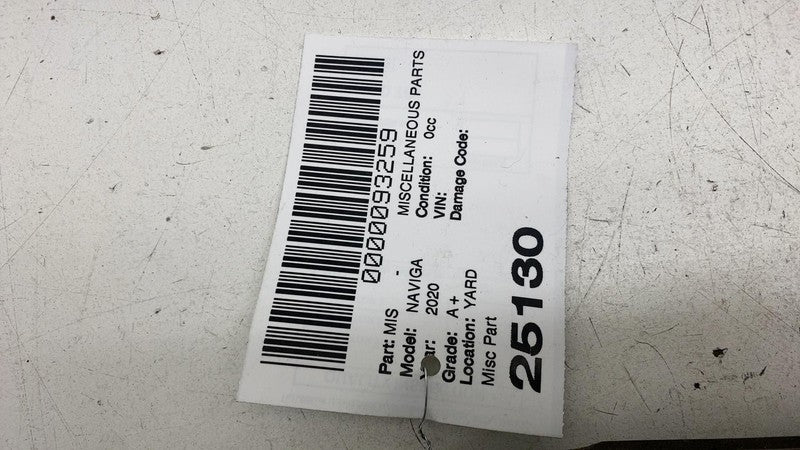 0000093259
Part: MIS - MISCELLANEOUS PARTS
Model: NAVIGA Condition: 0cc
2020 VIN:
Grade: A+ Damage Code:
Location: YARD
Misc Part
25130